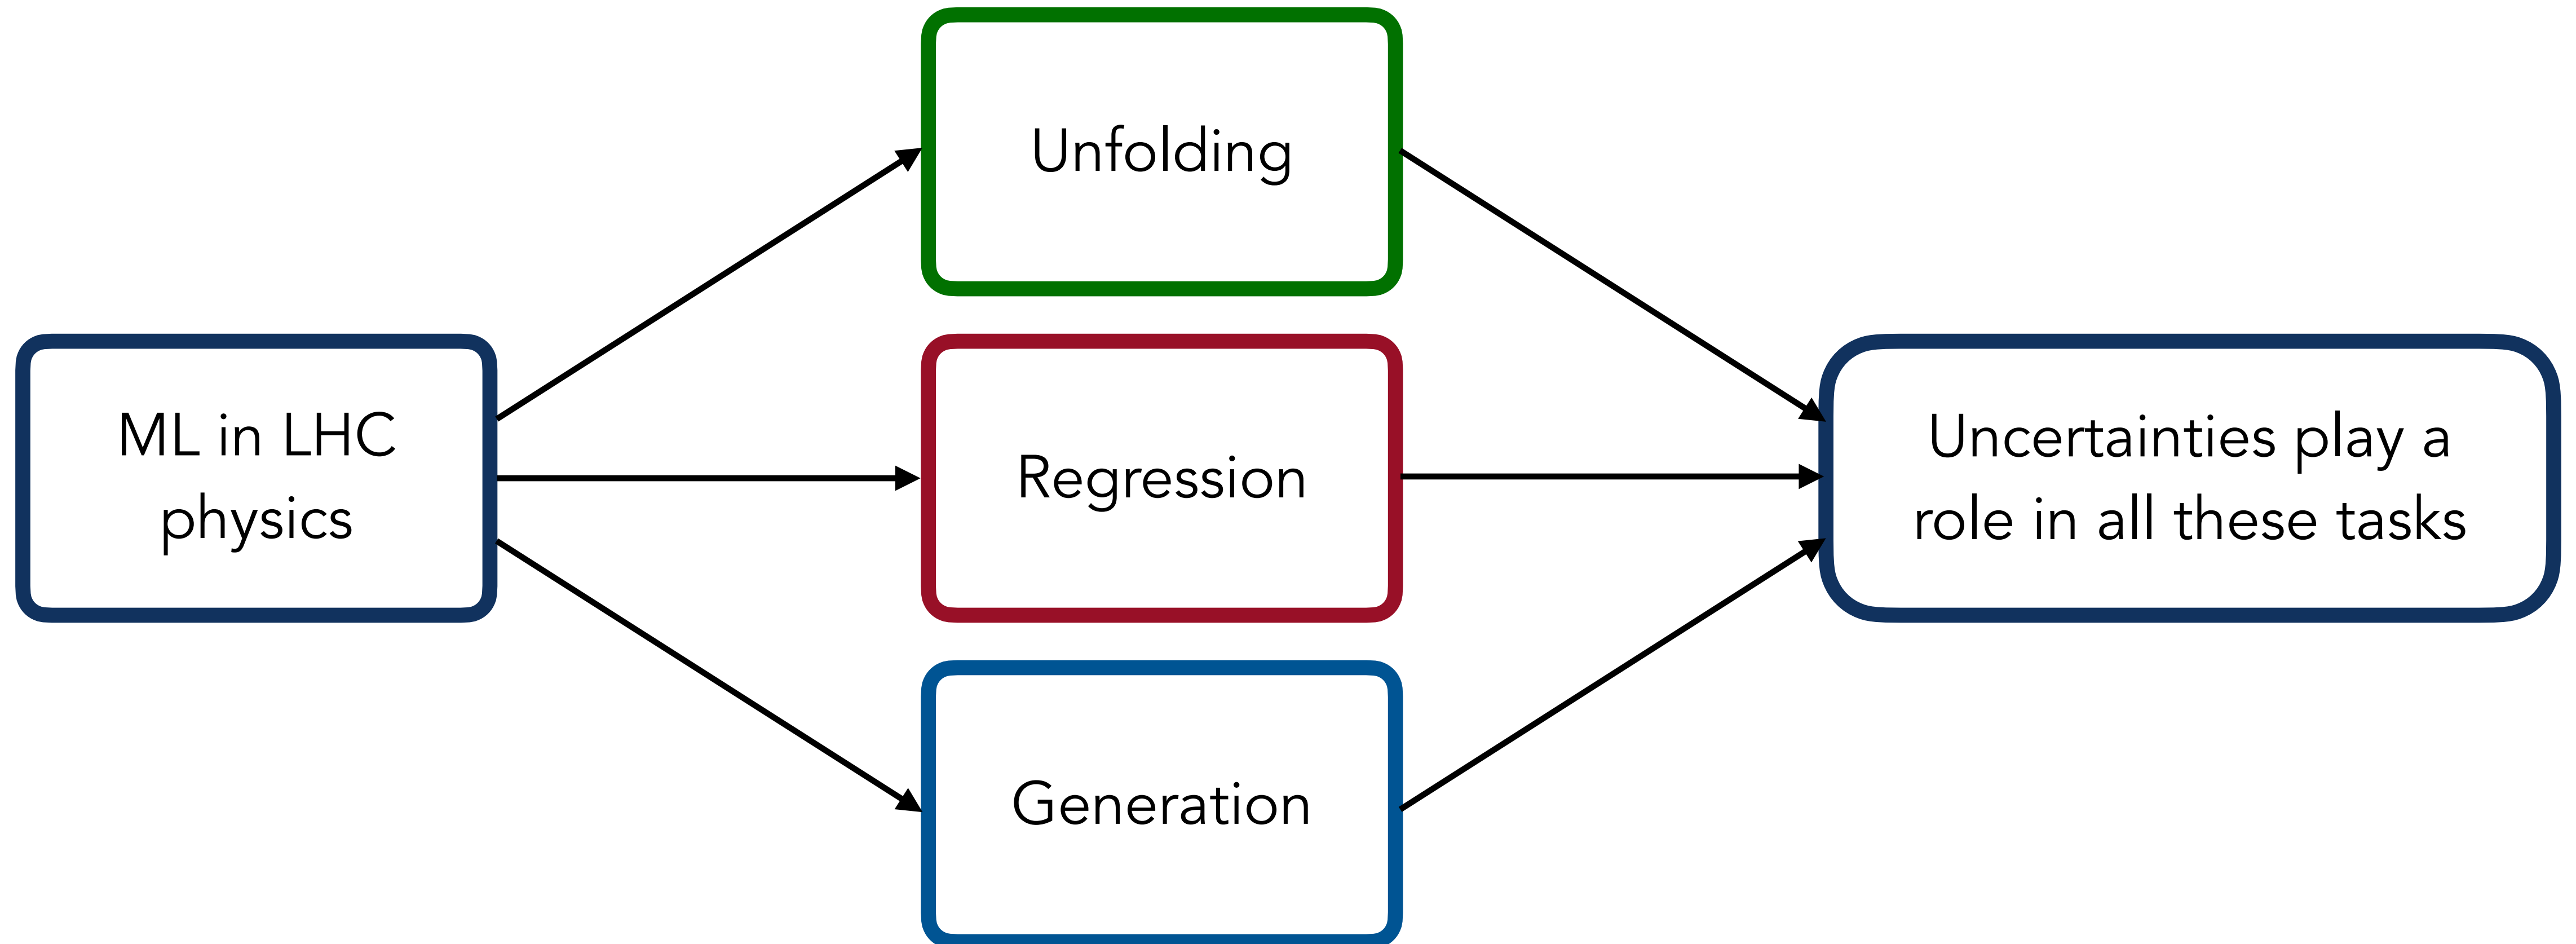 ML in LHC
physics
Unfolding
Regression
Generation
Uncertainties play a
role in all these tasks